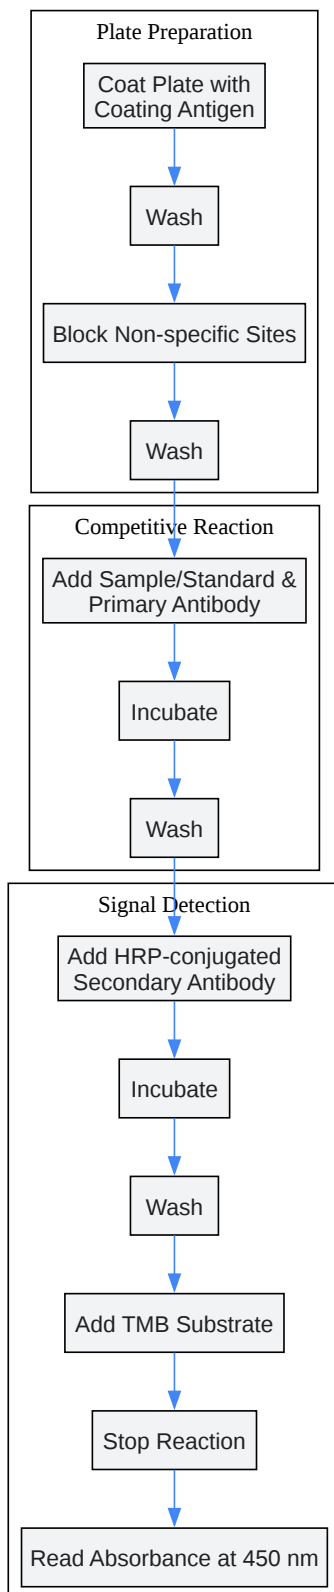 Plate Preparation
Coat Plate with
Coating Antigen
Wash
Block Non-specific Sites
Wash
Competitive Reaction
Add Sample/Standard &
Primary Antibody
Incubate
Wash
Signal Detection
Add HRP-conjugated
Secondary Antibody
Incubate
Wash
Add TMB Substrate
Stop Reaction
Read Absorbance at 450 nm